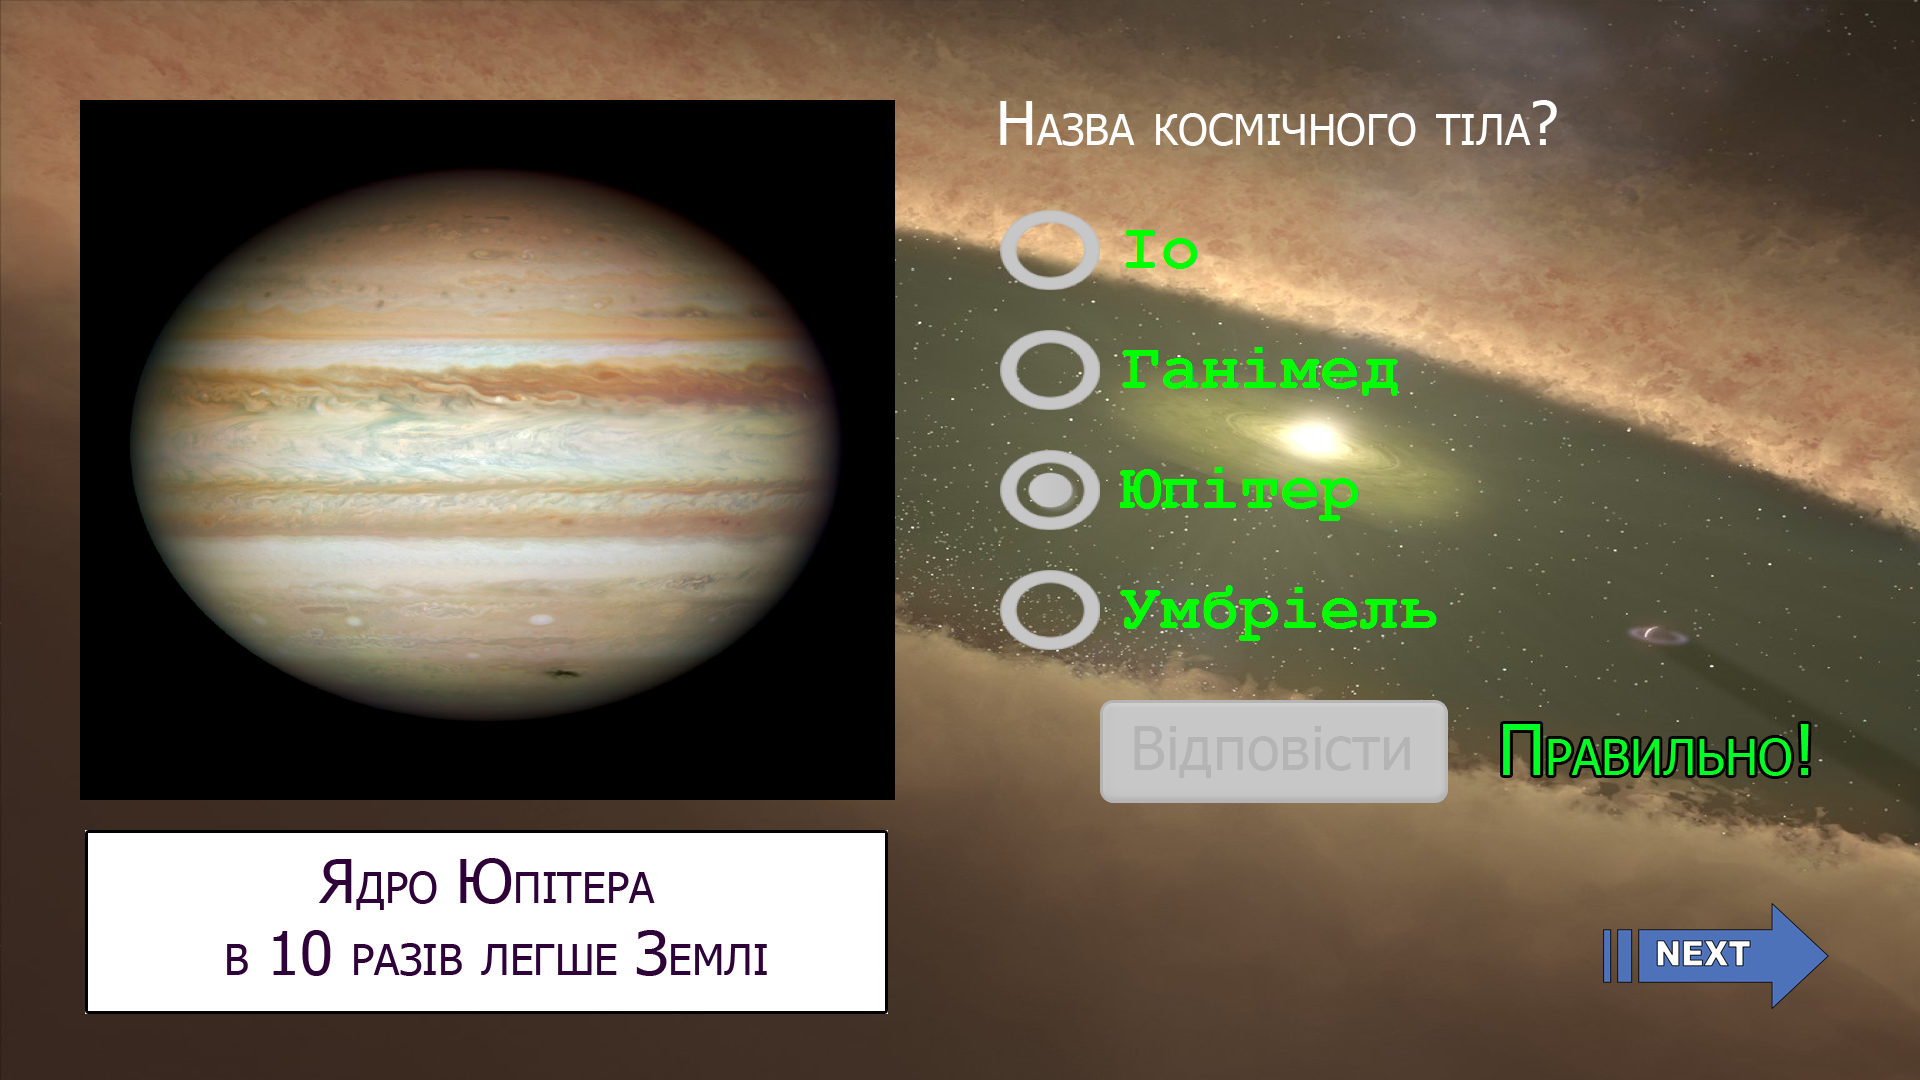 Назва космічного тіла?
Іо
Ганімед
Юпітер
Умбріель
Відповісти
Правильно!
Ядро Юпітера
в 10 разів легше Землі
NEXT